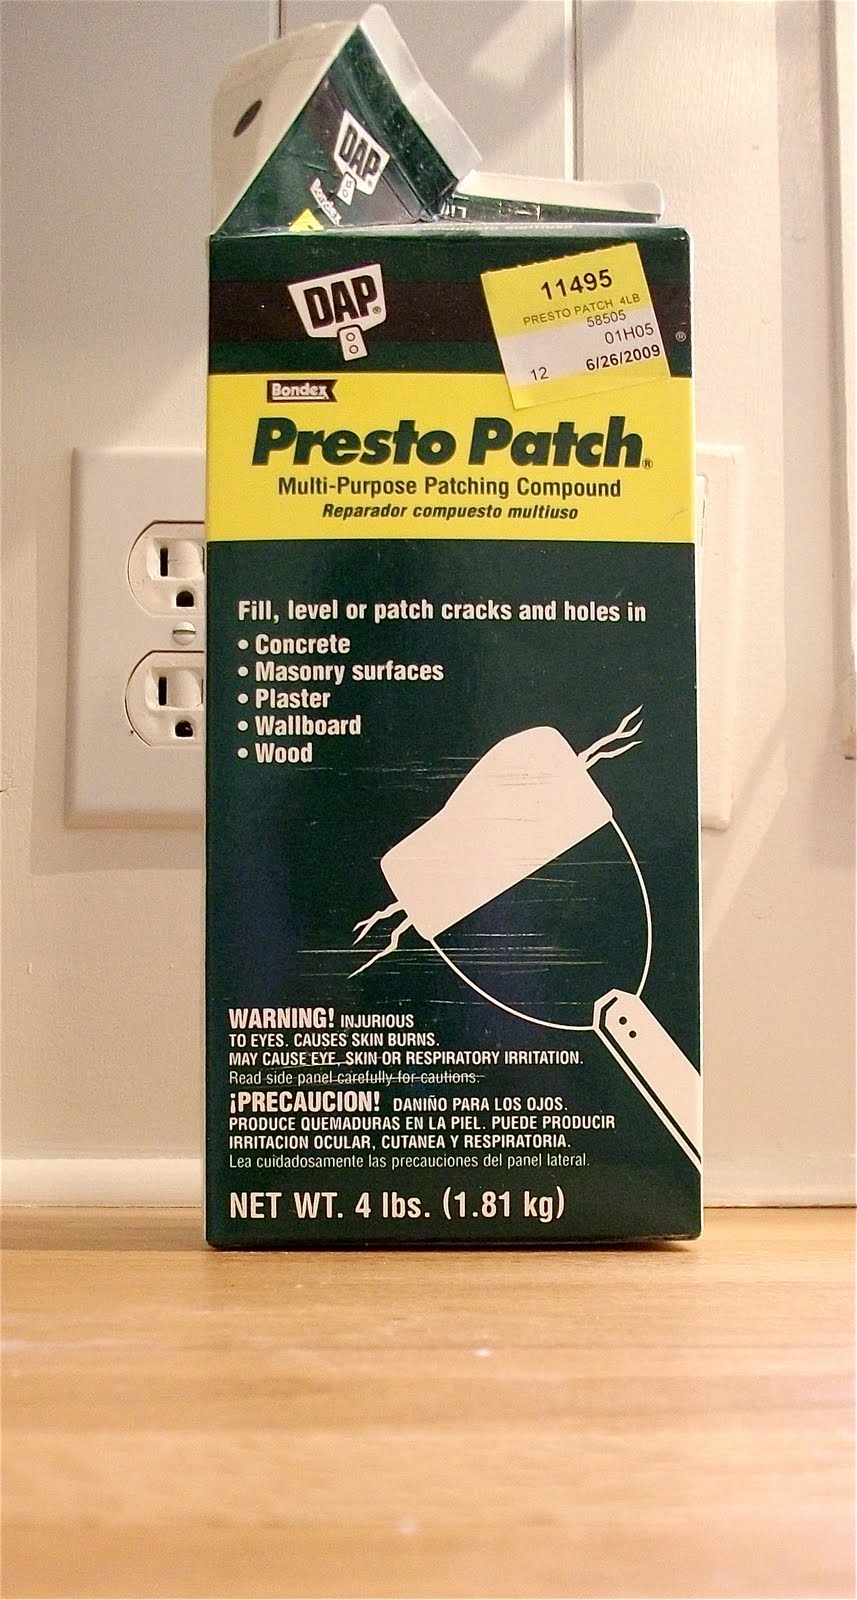 DAP
Bondex
DAP®
11495
PRESTO PATCH 4LB
58505
01H05
12 6/26/2009
®
Bondex
Presto Patch®
Multi-Purpose Patching Compound
Reparador compuesto multiuso
Fill, level or patch cracks and holes in
• Concrete
• Masonry surfaces
• Plaster
• Wallboard
• Wood
WARNING! INJURIOUS
TO EYES. CAUSES SKIN BURNS.
MAY CAUSE EYE, SKIN OR RESPIRATORY IRRITATION.
Read side panel carefully for cautions.
¡PRECAUCION! DANIÑO PARA LOS OJOS.
PRODUCE QUEMADURAS EN LA PIEL. PUEDE PRODUCIR
IRRITACION OCULAR, CUTANEA Y RESPIRATORIA.
Lea cuidadosamente las precauciones del panel lateral.
NET WT. 4 lbs. (1.81 kg)